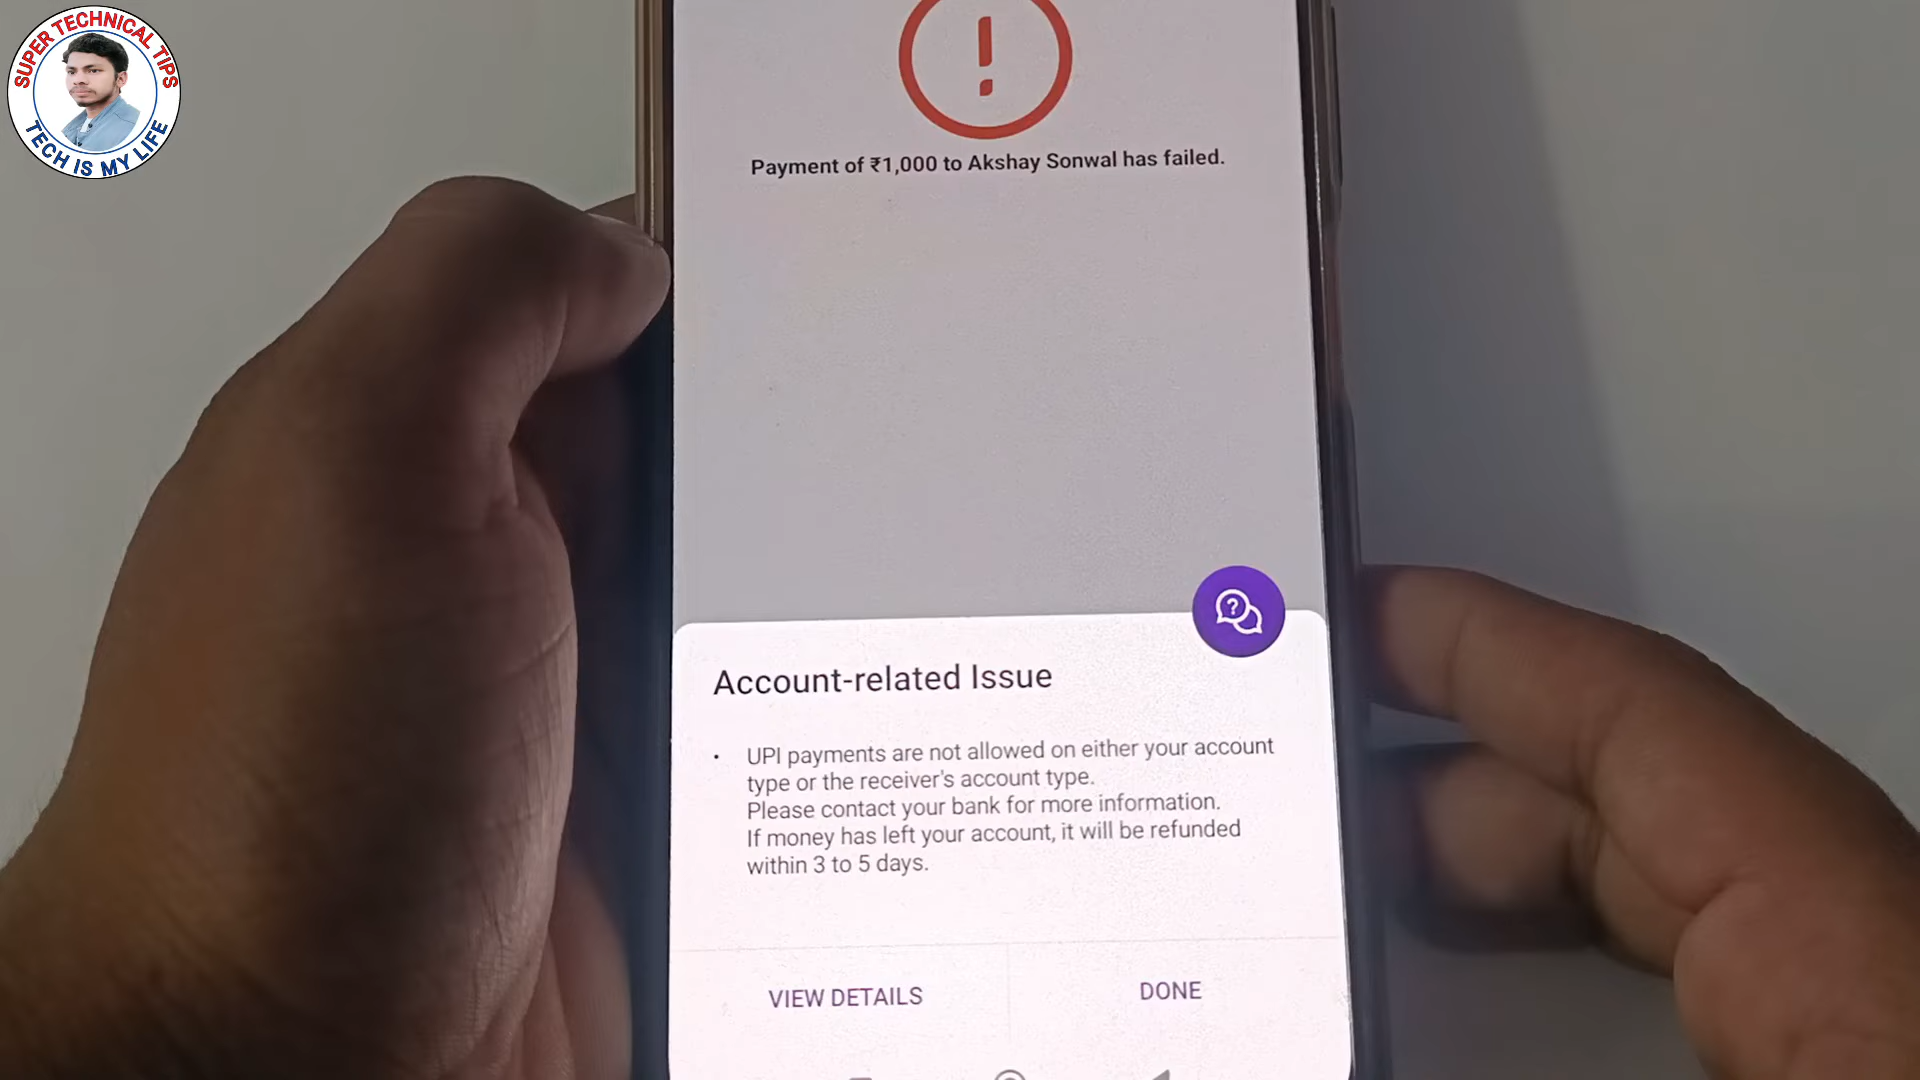 SUPER TECHNICAL TIPS
TECH IS MY LIFE
Payment of ₹1,000 to Akshay Sonwal has failed.
Account-related Issue
• UPI payments are not allowed on either your account
type or the receiver's account type.
Please contact your bank for more information.
If money has left your account, it will be refunded
within 3 to 5 days.
VIEW DETAILS
DONE